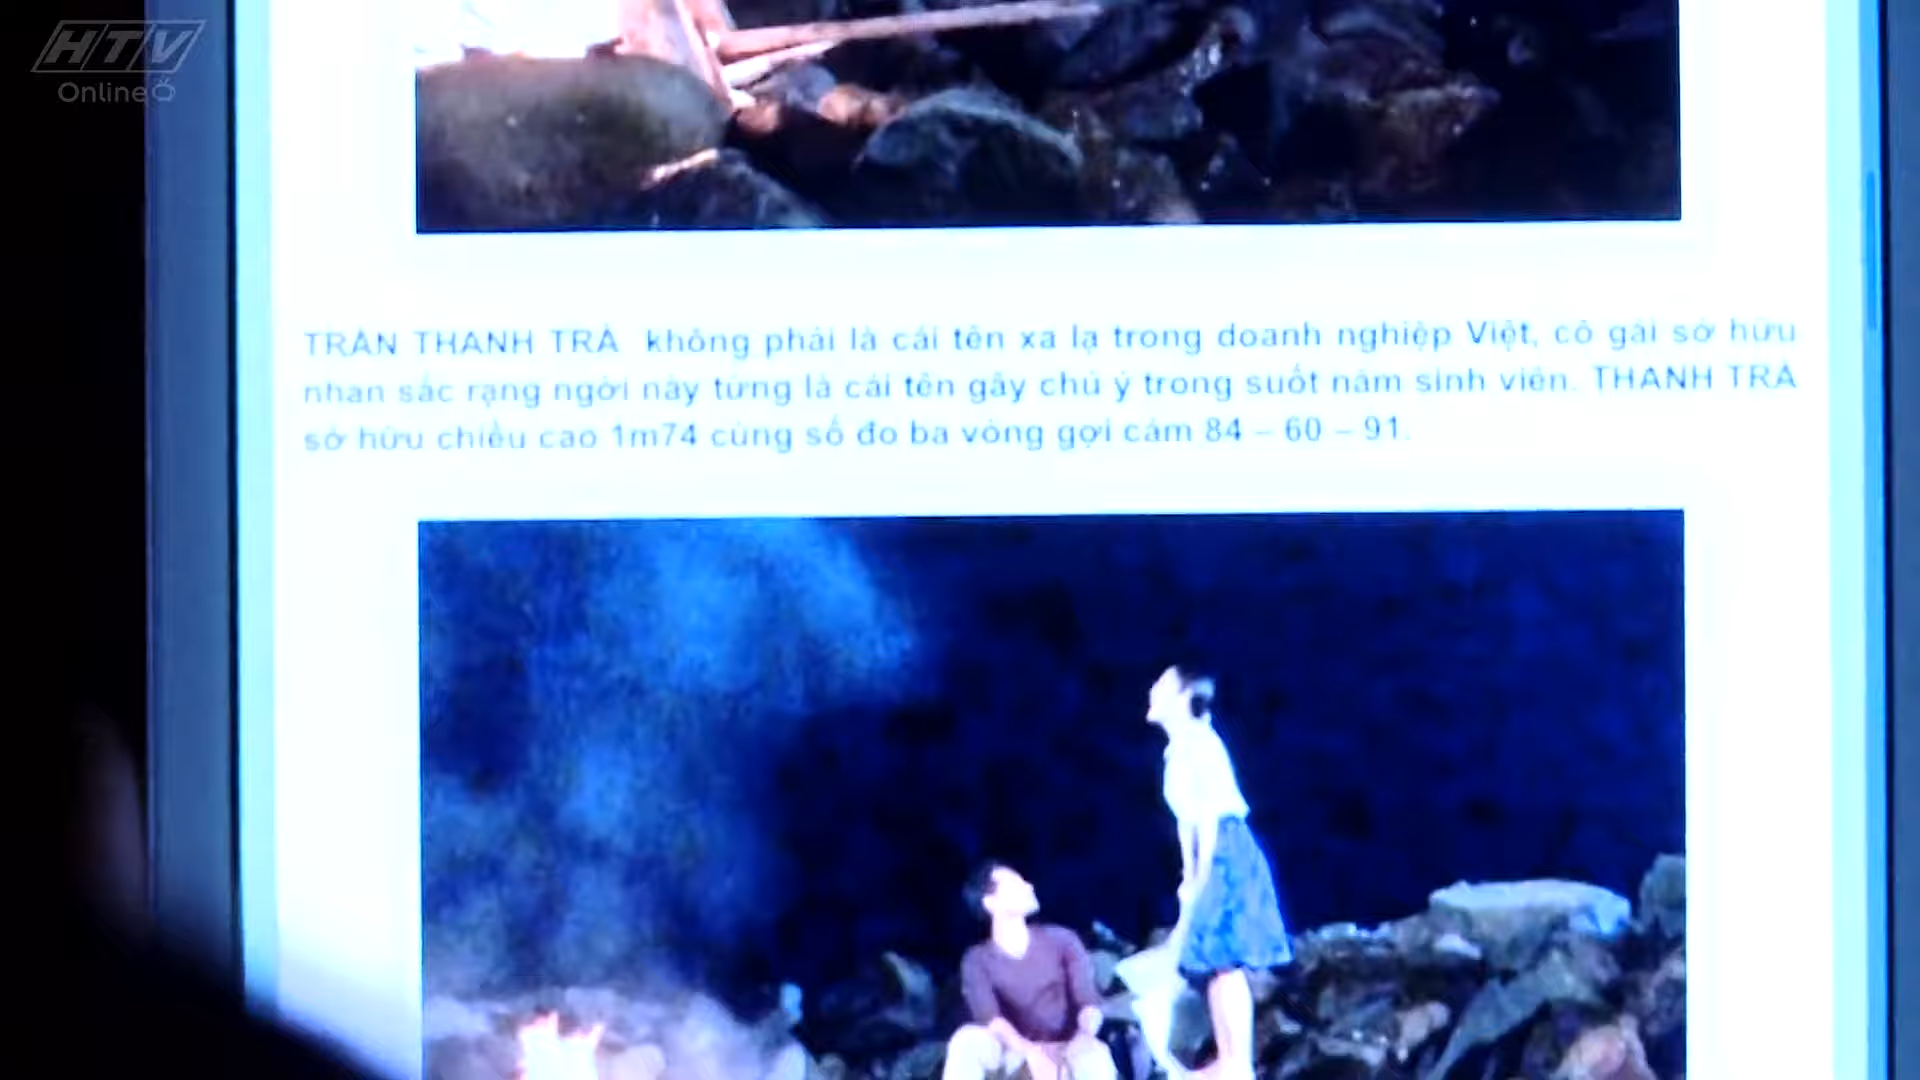 HTV
Online
TRẦN THANH TRÀ không phải là cái tên xa lạ trong doanh nghiệp Việt, cô gái sở hữu
nhan sắc rạng ngời này từng là cái tên gây chú ý trong suốt năm sinh viên. THANH TRÀ
sở hữu chiều cao 1m74 cùng số đo ba vòng gợi cảm 84 – 60 – 91.